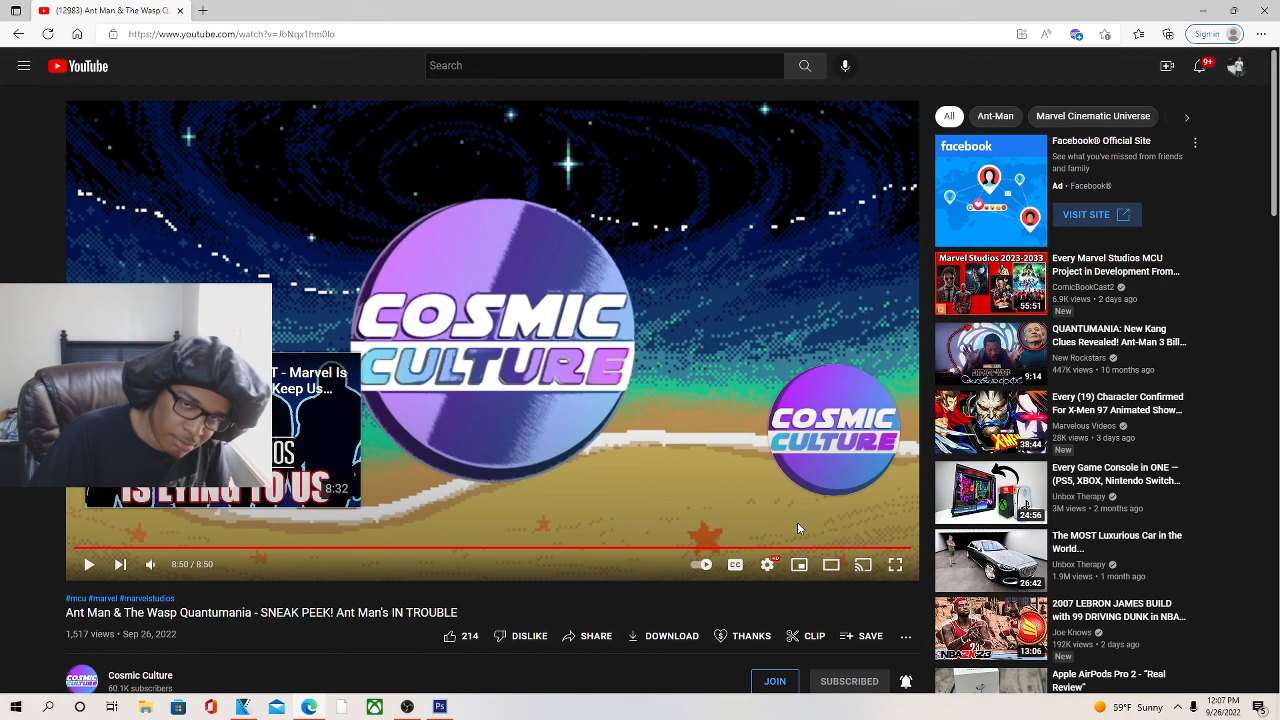 (12983) Ant Man & The Wasp Q
https://www.youtube.com/watch?v=JbNqx1hm0lo
Sign in
YouTube
Search
9+
All
Ant-Man
Marvel Cinematic Universe
facebook
Facebook® Official Site
See what you've missed from friends
and family
Ad • Facebook®
VISIT SITE
COSMIC
CULTURE
COSMIC
CULTURE
T - Marvel Is
Keep Us...
OS
IS LYING TO US
8:32
Marvel Studios 2023-2033
55:51
Every Marvel Studios MCU
Project in Development From...
ComicBookCast2
6.9K views • 2 days ago
New
9:14
QUANTUMANIA: New Kang
Clues Revealed! Ant-Man 3 Bill...
New Rockstars
447K views • 10 months ago
38:44
Every (19) Character Confirmed
For X-Men 97 Animated Show...
Marvelous Videos
28K views • 3 days ago
New
24:56
Every Game Console in ONE —
(PS5, XBOX, Nintendo Switch...
Unbox Therapy
3M views • 2 months ago
26:42
The MOST Luxurious Car in the
World...
Unbox Therapy
1.9M views • 1 month ago
NBA2K23
13:06
2007 LEBRON JAMES BUILD
with 99 DRIVING DUNK in NBA...
Joe Knows
192K views • 2 days ago
New
Apple AirPods Pro 2 - "Real
Review"
8:50 / 8:50
CC
HD
#mcu #marvel #marvelstudios
Ant Man & The Wasp Quantumania - SNEAK PEEK! Ant Man's IN TROUBLE
1,517 views • Sep 26, 2022
214
DISLIKE
SHARE
DOWNLOAD
THANKS
CLIP
SAVE
COSMIC
CULTURE
Cosmic Culture
60.1K subscribers
JOIN
SUBSCRIBED
Ps
59°F Sunny
12:07 PM
9/26/2022